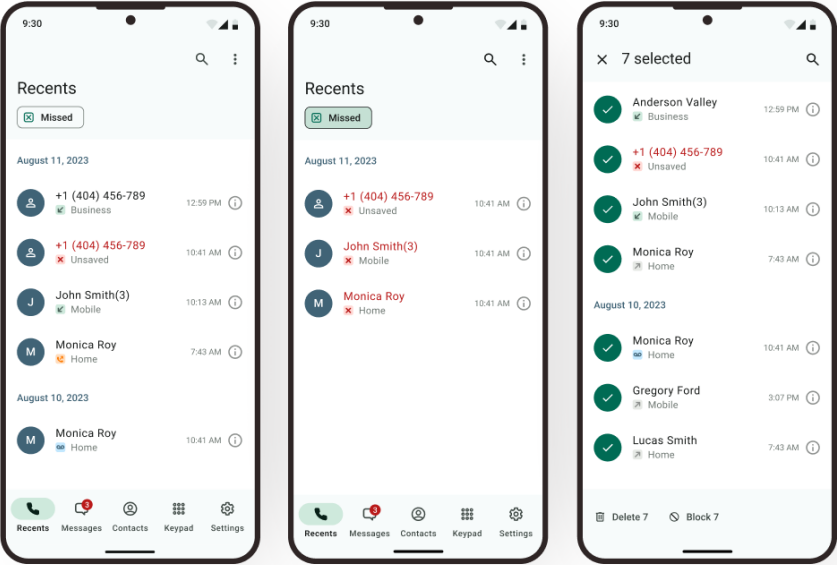 9:30
Recents
Missed
August 11, 2023
+1 (404) 456-789
Business
12:59 PM
+1 (404) 456-789
Unsaved
10:41 AM
John Smith(3)
Mobile
10:13 AM
Monica Roy
Home
7:43 AM
August 10, 2023
Monica Roy
Home
10:41 AM
3
Recents Messages Contacts Keypad Settings
9:30
Recents
Missed
August 11, 2023
+1 (404) 456-789
Unsaved
10:41 AM
J
John Smith(3)
Mobile
10:41 AM
M
Monica Roy
Home
10:41 AM
3
Recents Messages Contacts Keypad Settings
9:30
7 selected
Anderson Valley
Business
12:59 PM
+1 (404) 456-789
Unsaved
10:41 AM
John Smith(3)
Mobile
10:13 AM
Monica Roy
Home
7:43 AM
August 10, 2023
Monica Roy
Home
10:41 AM
Gregory Ford
Mobile
3:07 PM
Lucas Smith
Home
7:43 AM
Delete 7 Block 7